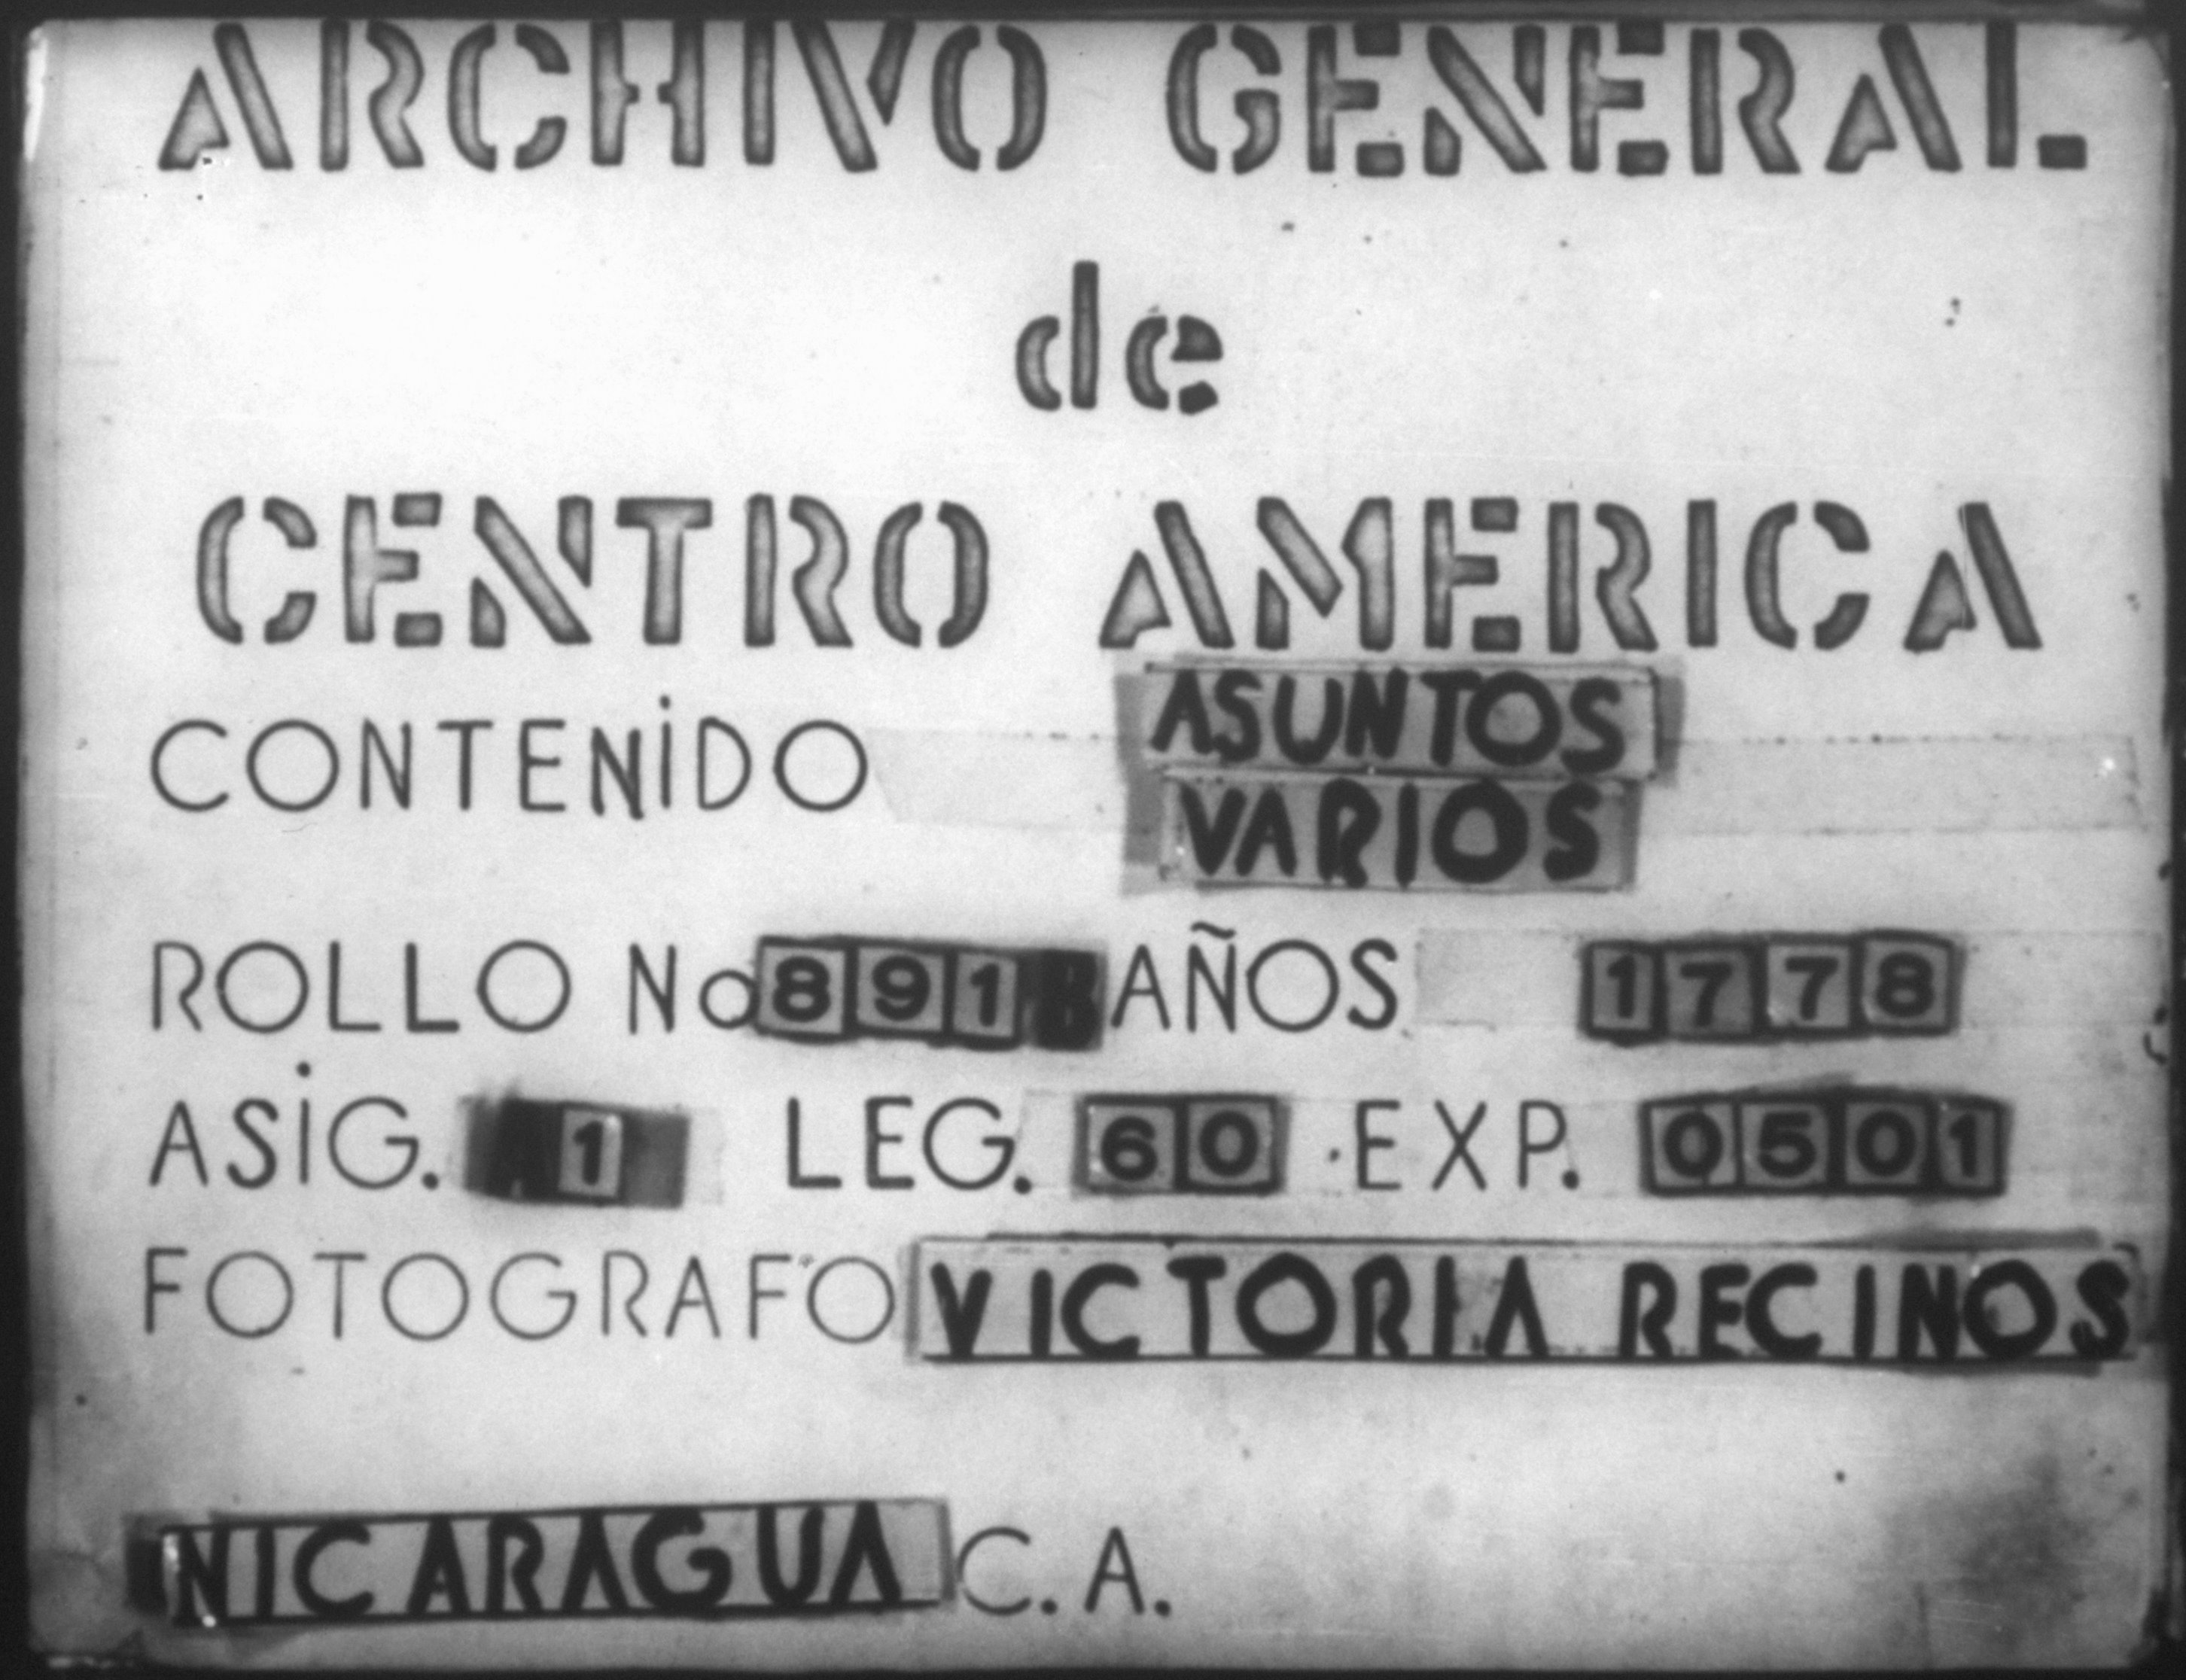 ARCHIVO GENERAL
de
CENTRO AMERICA
CONTENIDO ASUNTOS
VARIOS
ROLLO No 891 AÑOS 1778
ASIG. 1 LEG. 60 EXP. 0501
FOTOGRAFO VICTORIA RECINOS
NICARAGUA C. A.